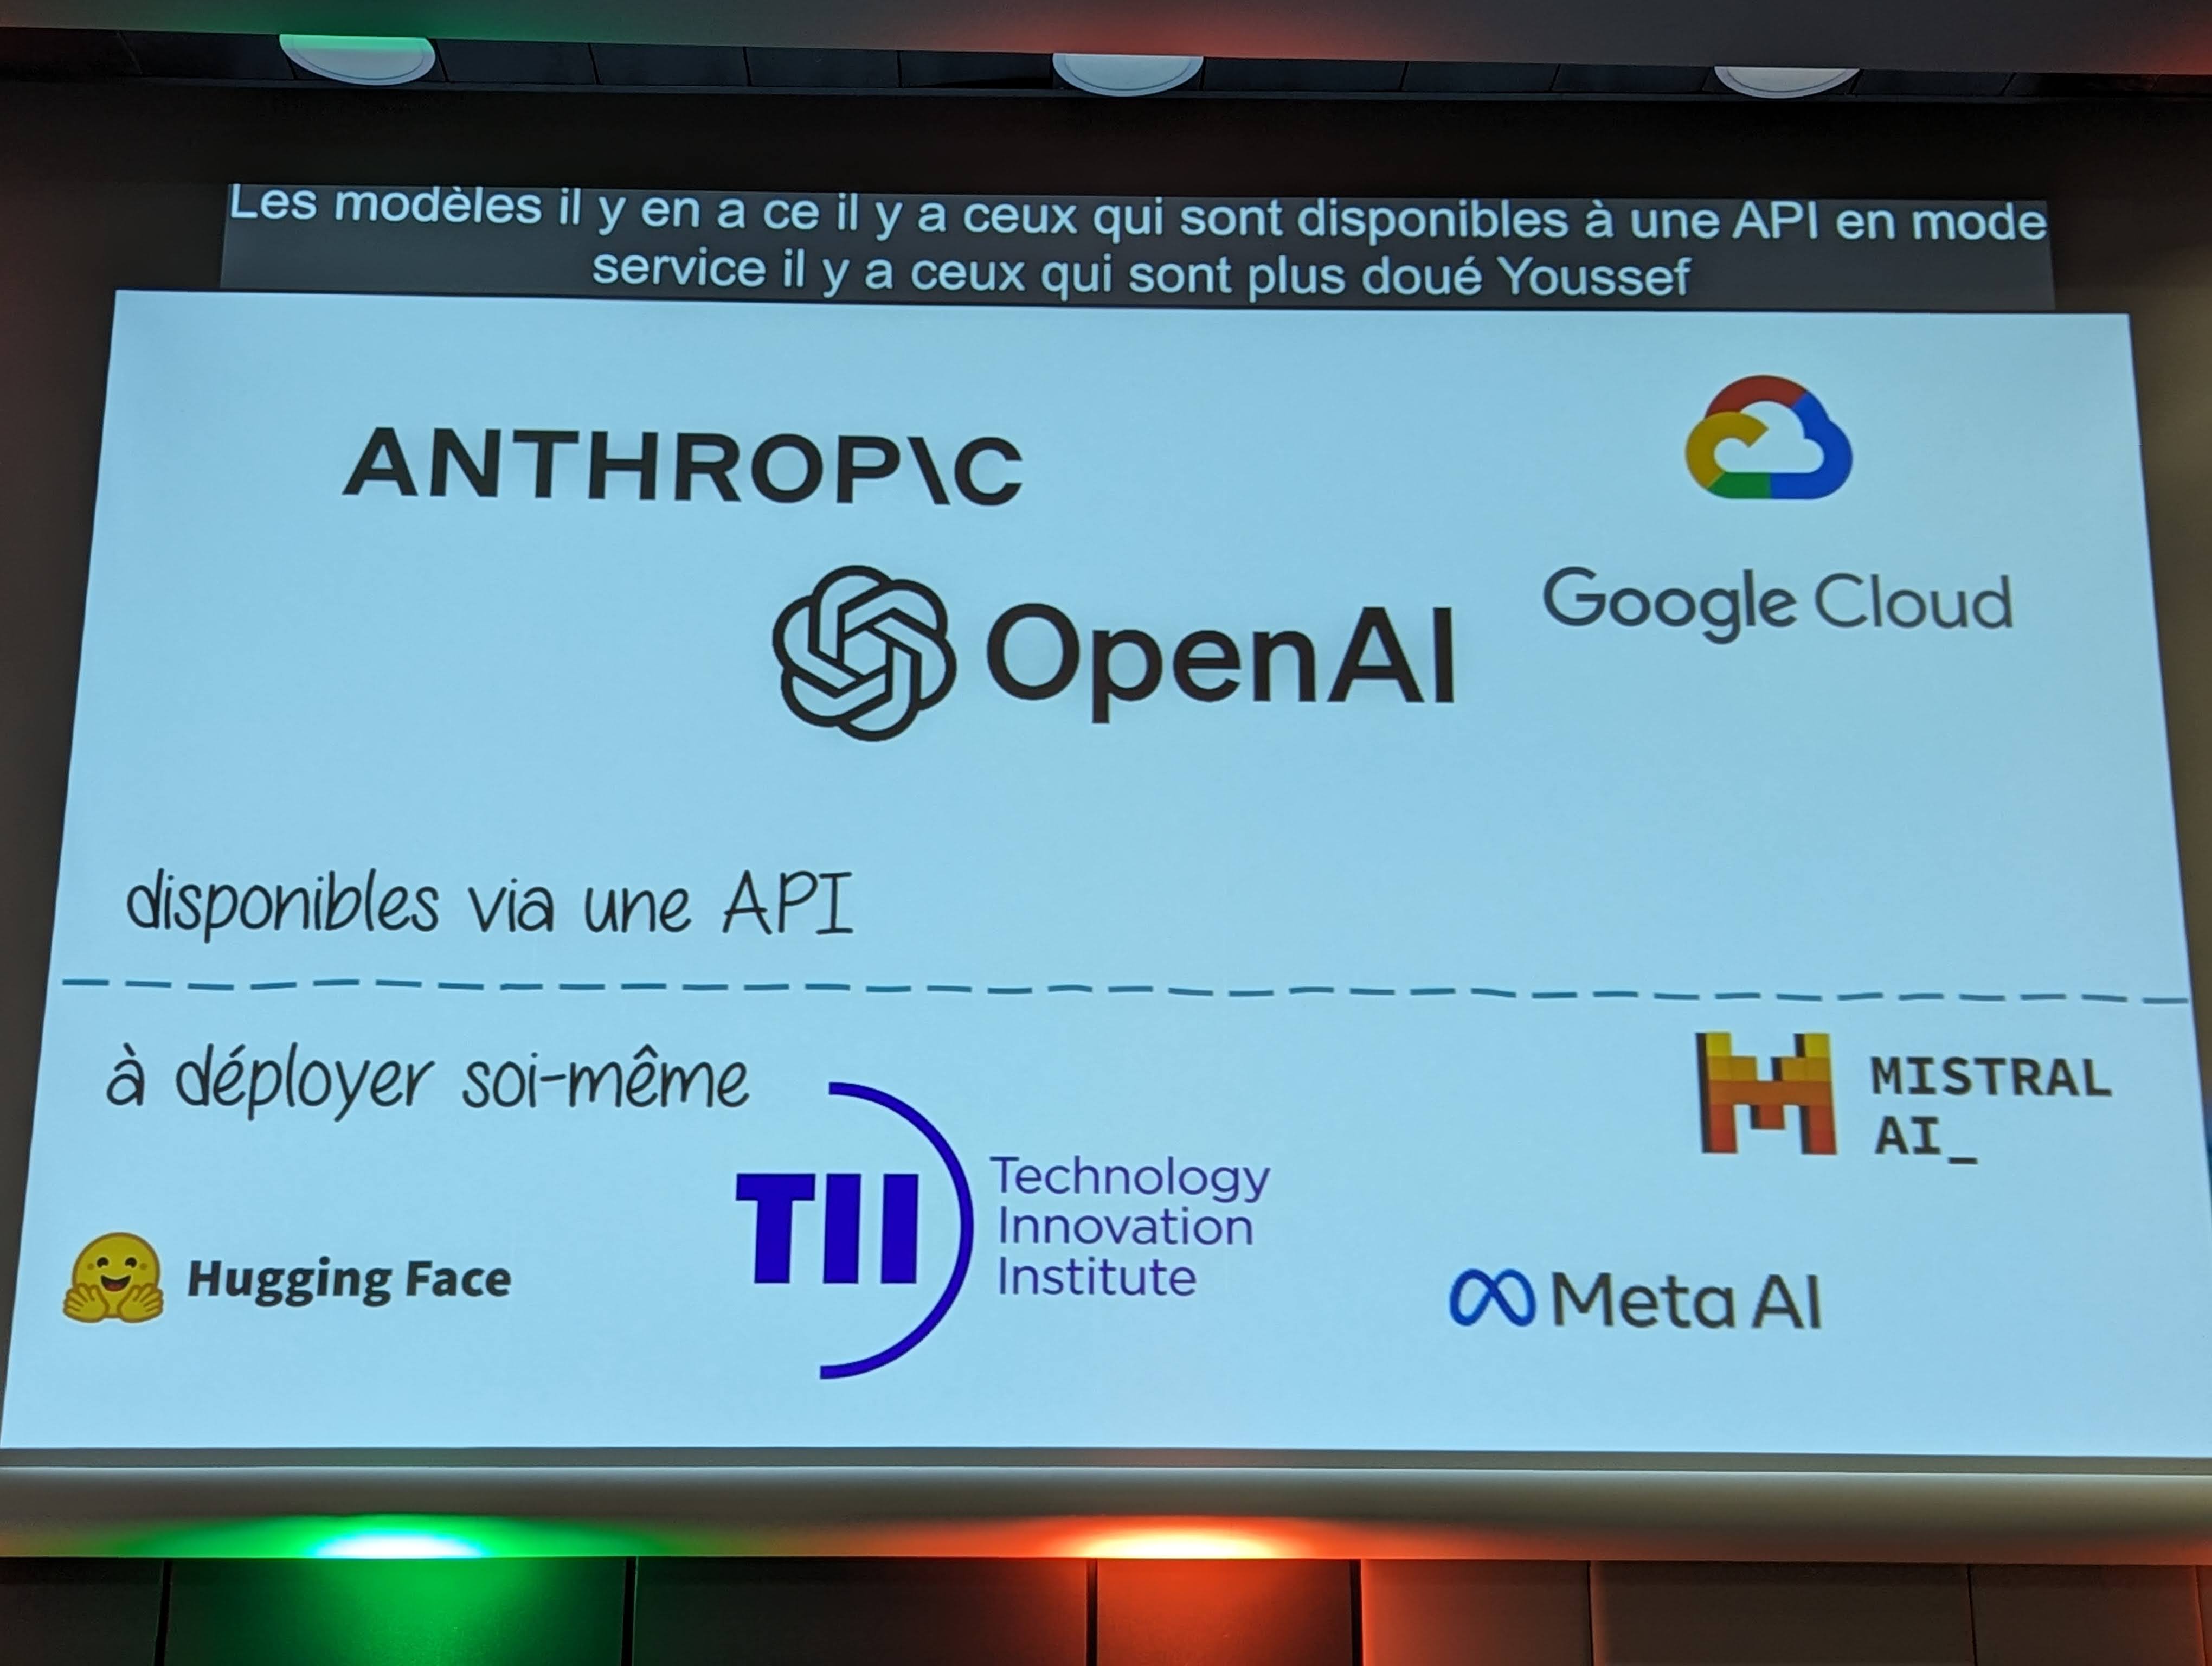 Les modèles il y en a ce il y a ceux qui sont disponibles à une API en mode
service il y a ceux qui sont plus doué Youssef
ANTHROP\C
OpenAI
Google Cloud
disponibles via une API
à déployer soi-même
MISTRAL
AI_
TII
Technology
Innovation
Institute
Hugging Face
Meta AI